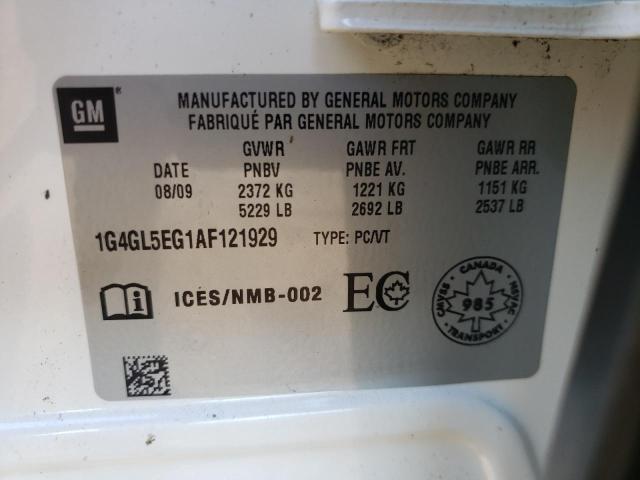 GM®
MANUFACTURED BY GENERAL MOTORS COMPANY
FABRIQUÉ PAR GENERAL MOTORS COMPANY
GVWR GAWR FRT GAWR RR
DATE PNBV PNBE AV. PNBE ARR.
08/09 2372 KG 1221 KG 1151 KG
5229 LB 2692 LB 2537 LB
1G4GL5EG1AF121929 TYPE: PC/VT
i ICES/NMB-002 EC
CANADA
CMVSS 985 NSVAC
TRANSPORT